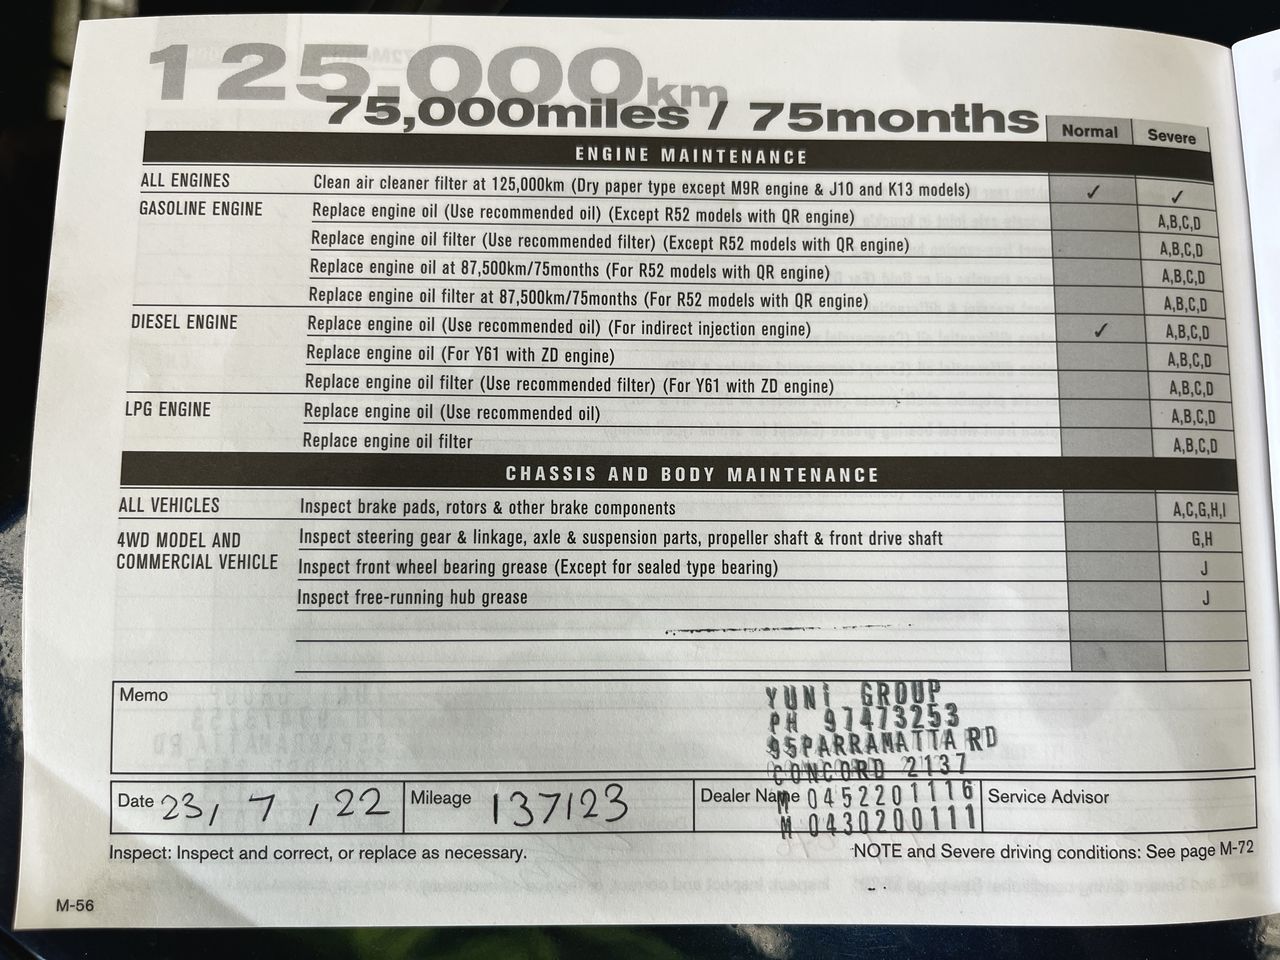 125,000km
75,000miles / 75months
Normal Severe
ENGINE MAINTENANCE
ALL ENGINES Clean air cleaner filter at 125,000km (Dry paper type except M9R engine & J10 and K13 models) ✓ ✓
GASOLINE ENGINE Replace engine oil (Use recommended oil) (Except R52 models with QR engine) A,B,C,D
Replace engine oil filter (Use recommended filter) (Except R52 models with QR engine) A,B,C,D
Replace engine oil at 87,500km/75months (For R52 models with QR engine) A,B,C,D
Replace engine oil filter at 87,500km/75months (For R52 models with QR engine) A,B,C,D
DIESEL ENGINE Replace engine oil (Use recommended oil) (For indirect injection engine) ✓ A,B,C,D
Replace engine oil (For Y61 with ZD engine) A,B,C,D
Replace engine oil filter (Use recommended filter) (For Y61 with ZD engine) A,B,C,D
LPG ENGINE Replace engine oil (Use recommended oil) A,B,C,D
Replace engine oil filter A,B,C,D
CHASSIS AND BODY MAINTENANCE
ALL VEHICLES Inspect brake pads, rotors & other brake components A,C,G,H,I
4WD MODEL AND Inspect steering gear & linkage, axle & suspension parts, propeller shaft & front drive shaft G,H
COMMERCIAL VEHICLE Inspect front wheel bearing grease (Except for sealed type bearing) J
Inspect free-running hub grease J
Memo
YUNI GROUP
PH 97473253
95PARRAMATTA RD
CONCORD 2137
M 0452201116
M 0430200111
Date 23, 7, 22 Mileage 137123 Dealer Name Service Advisor
Inspect: Inspect and correct, or replace as necessary. NOTE and Severe driving conditions: See page M-72
M-56